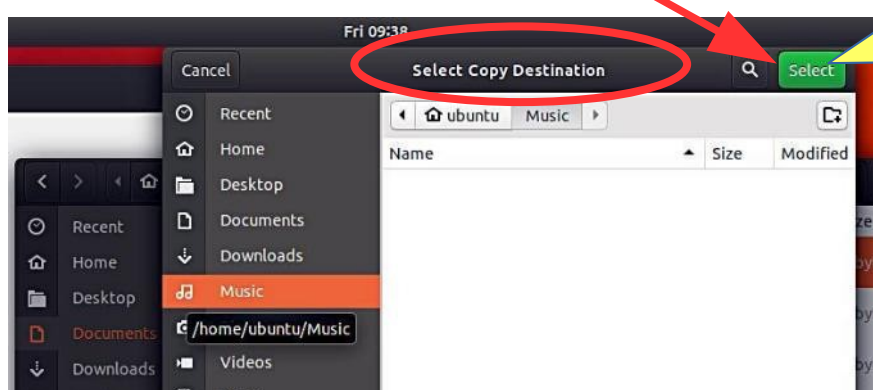 Fri 09:38
Cancel
Select Copy Destination
Select
Recent
Home
Desktop
Documents
Downloads
Music
Videos
/home/ubuntu/Music
ubuntu
Music
Name
Size
Modified
Recent
Home
Desktop
Documents
Downloads